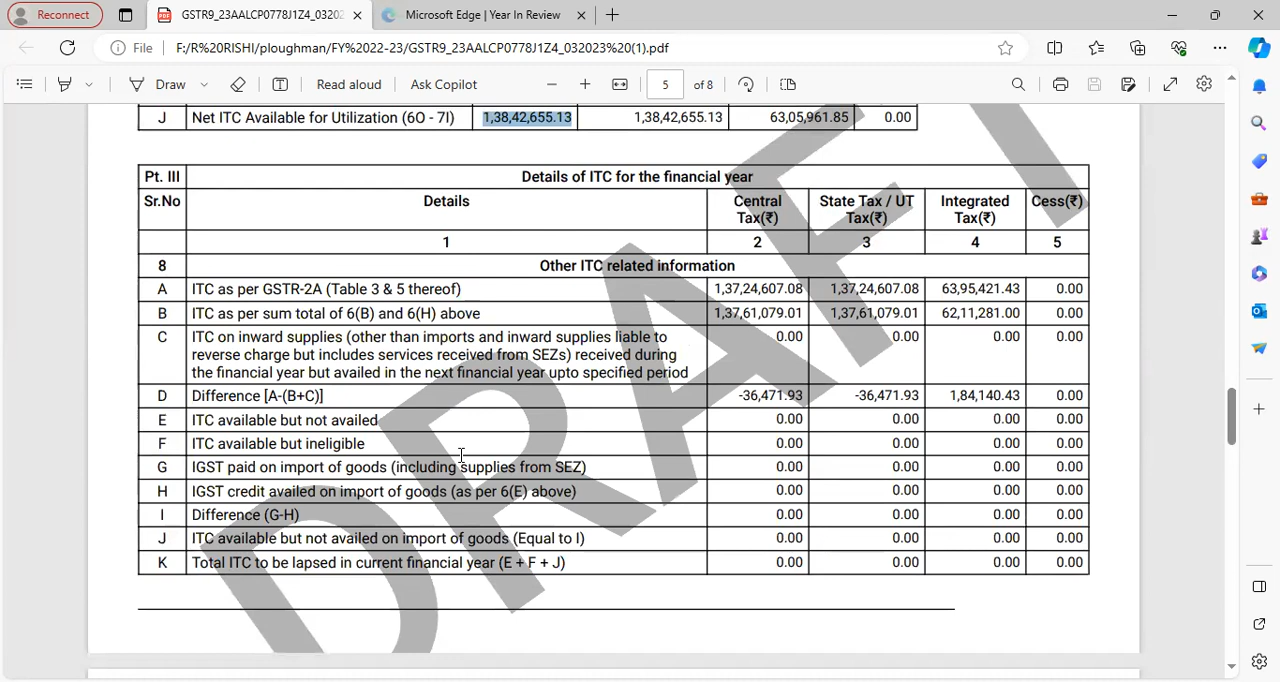 Reconnect
GSTR9_23AALCP0778J1Z4_03202
Microsoft Edge | Year In Review
File
F:/R%20RISHI/ploughman/FY%2022-23/GSTR9_23AALCP0778J1Z4_032023%20(1).pdf
Draw
Read aloud
Ask Copilot
5 of 8
J Net ITC Available for Utilization (6O - 7I) 1,38,42,655.13 1,38,42,655.13 63,05,961.85 0.00
Pt. III Details of ITC for the financial year
Sr.No Details Central Tax(₹) State Tax / UT Tax(₹) Integrated Tax(₹) Cess(₹)
1 2 3 4 5
8 Other ITC related information
A ITC as per GSTR-2A (Table 3 & 5 thereof) 1,37,24,607.08 1,37,24,607.08 63,95,421.43 0.00
B ITC as per sum total of 6(B) and 6(H) above 1,37,61,079.01 1,37,61,079.01 62,11,281.00 0.00
C ITC on inward supplies (other than imports and inward supplies liable to 0.00 0.00 0.00 0.00
reverse charge but includes services received from SEZs) received during
the financial year but availed in the next financial year upto specified period
D Difference [A-(B+C)] -36,471.93 -36,471.93 1,84,140.43 0.00
E ITC available but not availed 0.00 0.00 0.00 0.00
F ITC available but ineligible 0.00 0.00 0.00 0.00
G IGST paid on import of goods (including supplies from SEZ) 0.00 0.00 0.00 0.00
H IGST credit availed on import of goods (as per 6(E) above) 0.00 0.00 0.00 0.00
I Difference (G-H) 0.00 0.00 0.00 0.00
J ITC available but not availed on import of goods (Equal to I) 0.00 0.00 0.00 0.00
K Total ITC to be lapsed in current financial year (E + F + J) 0.00 0.00 0.00 0.00
DRAFT